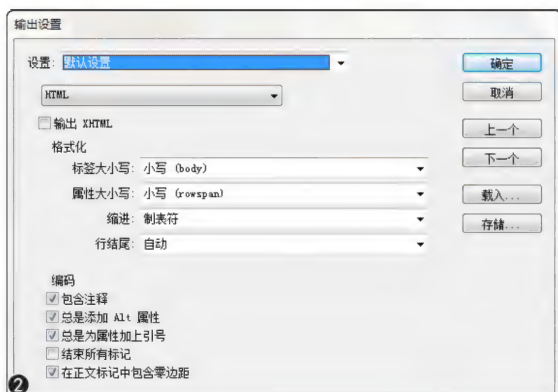 输出设置
设置: 默认设置
确定
HTML
取消
输出 XHTML
上一个
格式化
下一个
标签大小写: 小写 (body)
属性大小写: 小写 (rowspan)
载入...
缩进: 制表符
存储...
行结尾: 自动
编码
包含注释
总是添加 Alt 属性
总是为属性加上引号
结束所有标记
在正文标记中包含零边距
2